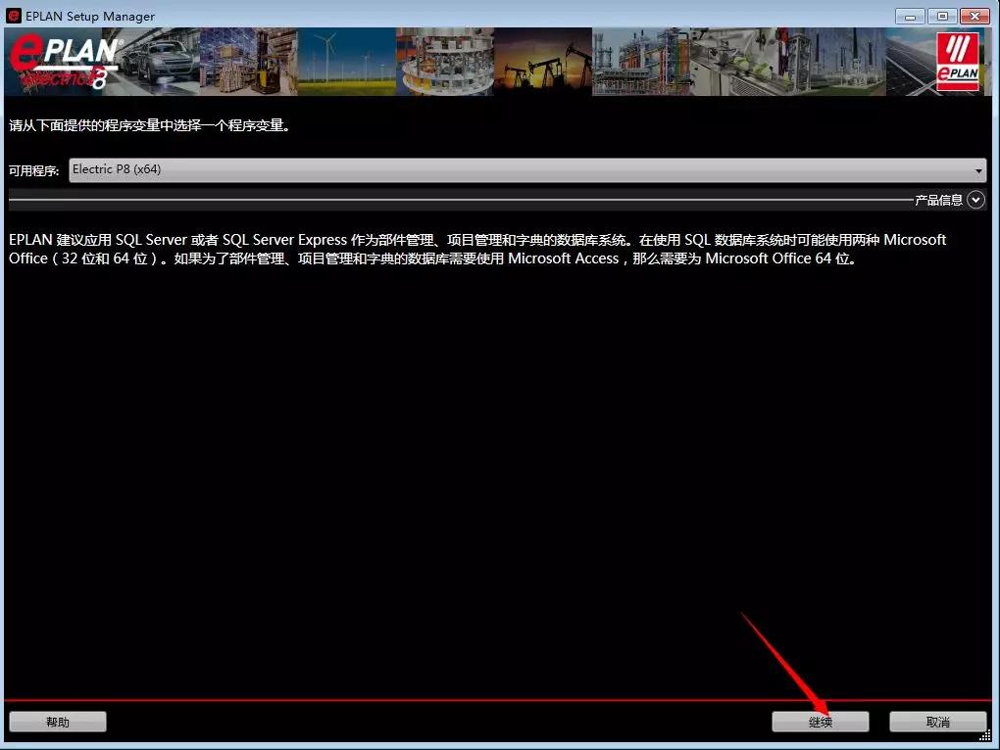 EPLAN Setup Manager
ePLAN®
electric P8
ePLAN
请从下面提供的程序变量中选择一个程序变量。
可用程序:
Electric P8 (x64)
产品信息
EPLAN 建议应用 SQL Server 或者 SQL Server Express 作为部件管理、项目管理和字典的数据库系统。在使用 SQL 数据库系统时可能使用两种 Microsoft
Office（32 位和 64 位）。如果为了部件管理、项目管理和字典的数据库需要使用 Microsoft Access，那么需要为 Microsoft Office 64 位。
帮助
继续
取消